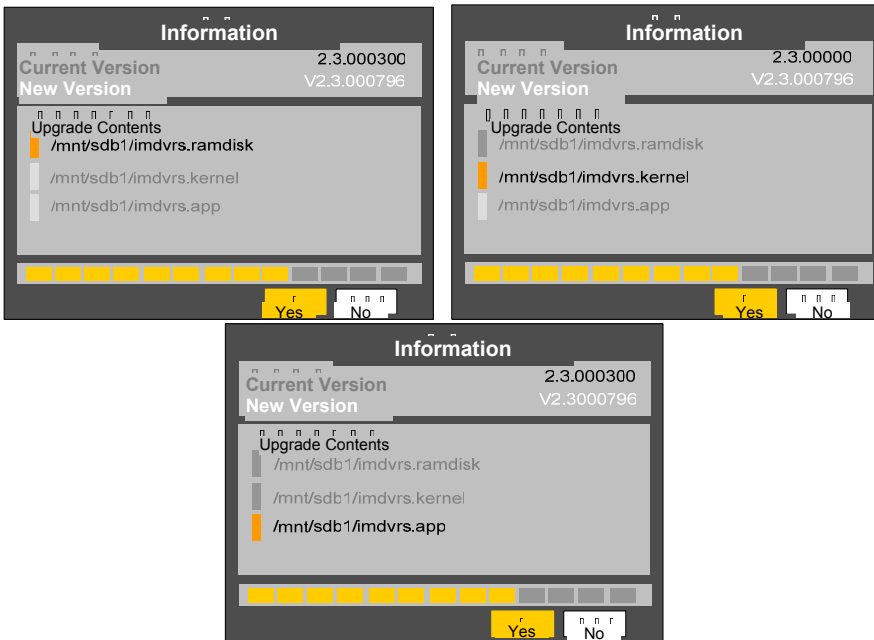 Information
Current Version 2.3.000300
New Version V2.3.000796
Upgrade Contents
/mnt/sdb1/imdvrs.ramdisk
/mnt/sdb1/imdvrs.kernel
/mnt/sdb1/imdvrs.app
Yes No
Information
Current Version 2.3.00000
New Version V2.3.000796
Upgrade Contents
/mnt/sdb1/imdvrs.ramdisk
/mnt/sdb1/imdvrs.kernel
/mnt/sdb1/imdvrs.app
Yes No
Information
Current Version 2.3.000300
New Version V2.3000796
Upgrade Contents
/mnt/sdb1/imdvrs.ramdisk
/mnt/sdb1/imdvrs.kernel
/mnt/sdb1/imdvrs.app
Yes No